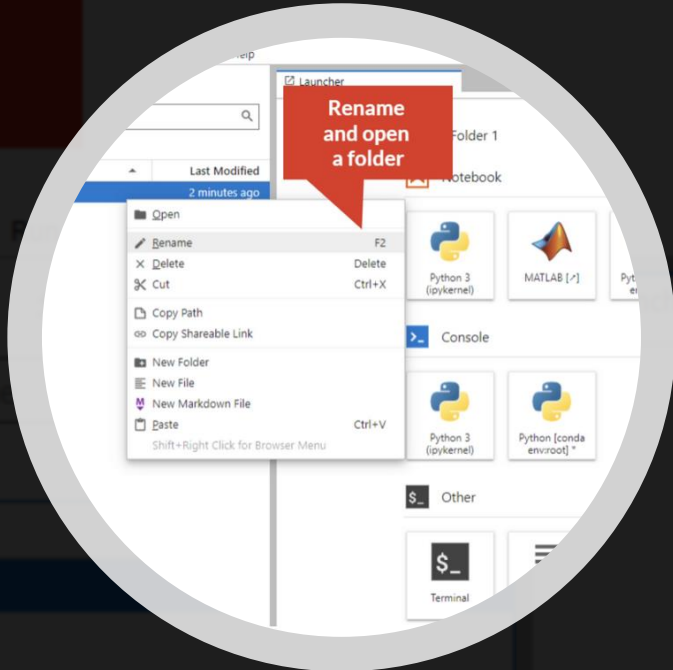 Launcher
Rename
and open
a folder
Folder 1
Notebook
Last Modified
2 minutes ago
Open
Rename F2
Delete Delete
Cut Ctrl+X
Copy Path
Copy Shareable Link
New Folder
New File
New Markdown File
Paste Ctrl+V
Shift+Right Click for Browser Menu
Python 3
(ipykernel)
MATLAB [↗]
Console
Python 3
(ipykernel)
Python [conda
env:root] *
$_ Other
$_
Terminal